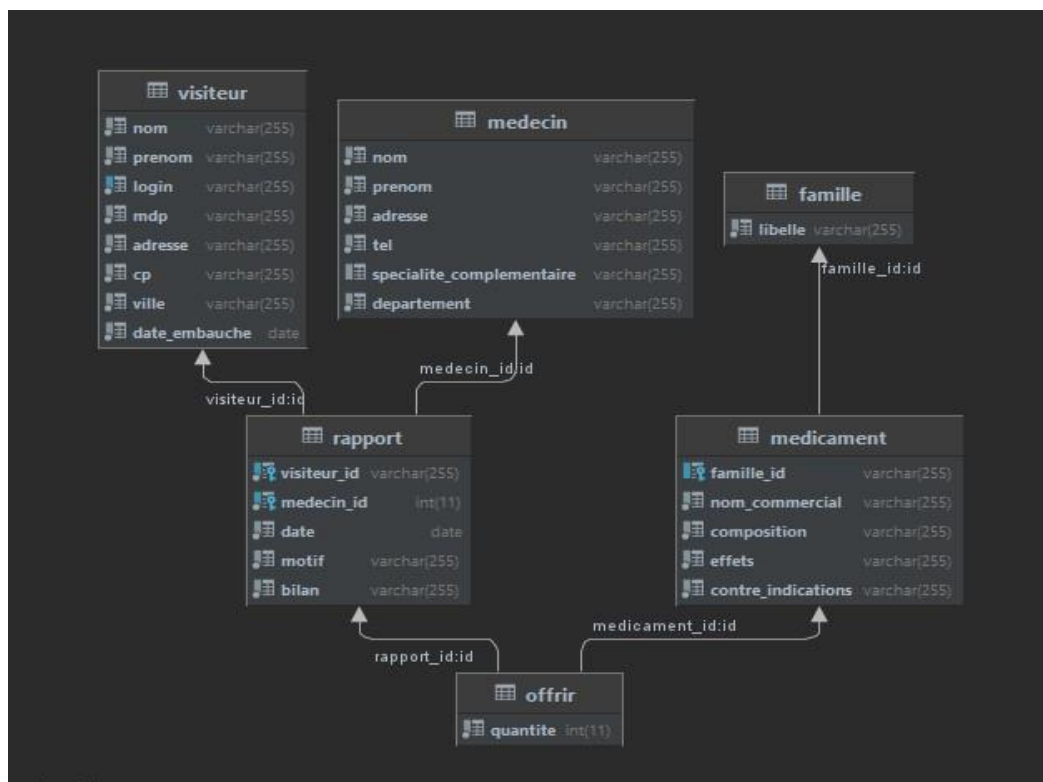 visiteur
nom varchar(255)
prenom varchar(255)
login varchar(255)
mdp varchar(255)
adresse varchar(255)
cp varchar(255)
ville varchar(255)
date_embauche date
medecin
nom varchar(255)
prenom varchar(255)
adresse varchar(255)
tel varchar(255)
specialite_complementaire varchar(255)
departement varchar(255)
famille
libelle varchar(255)
famille_id:id
medecin_id:id
visiteur_id:id
rapport
visiteur_id varchar(255)
medecin_id int(11)
date date
motif varchar(255)
bilan varchar(255)
medicament
famille_id varchar(255)
nom_commercial varchar(255)
composition varchar(255)
effets varchar(255)
contre_indications varchar(255)
medicament_id:id
rapport_id:id
offrir
quantite int(11)